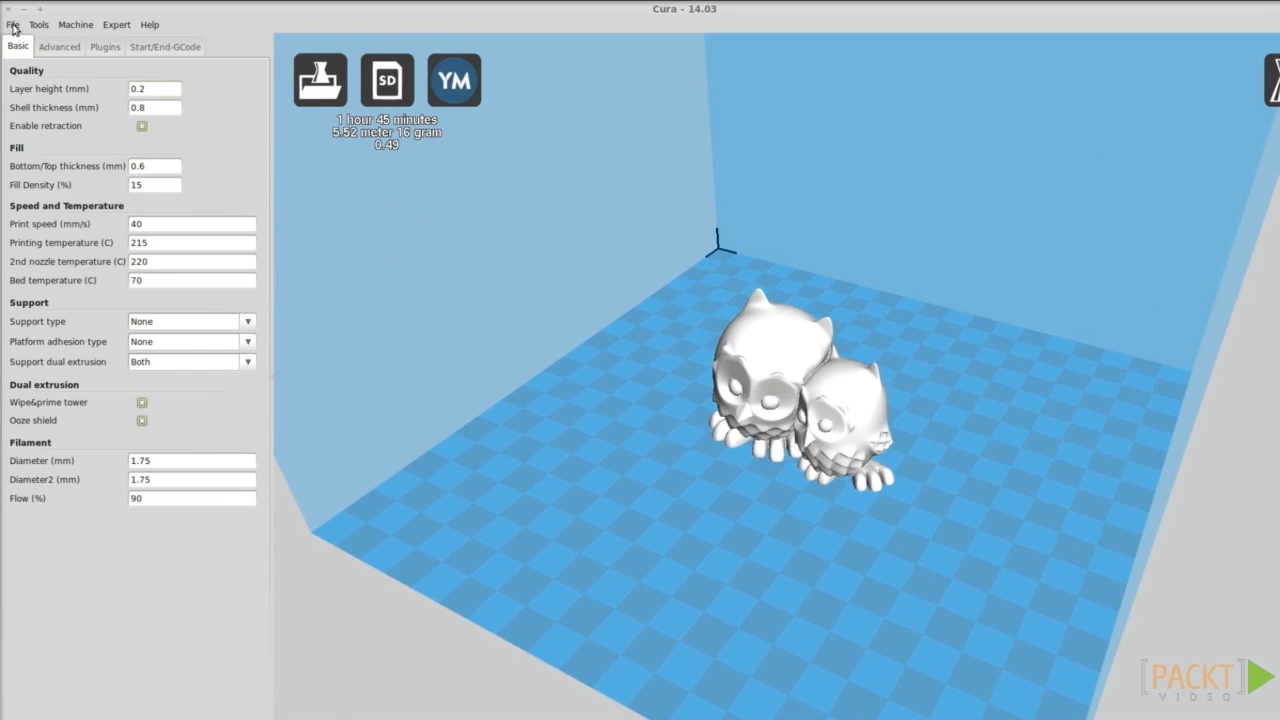 Cura - 14.03
File Tools Machine Expert Help
Basic Advanced Plugins Start/End-GCode
Quality
Layer height (mm) 0.2
Shell thickness (mm) 0.8
Enable retraction
Fill
Bottom/Top thickness (mm) 0.6
Fill Density (%) 15
Speed and Temperature
Print speed (mm/s) 40
Printing temperature (C) 215
2nd nozzle temperature (C) 220
Bed temperature (C) 70
Support
Support type None
Platform adhesion type None
Support dual extrusion Both
Dual extrusion
Wipe&prime tower
Ooze shield
Filament
Diameter (mm) 1.75
Diameter2 (mm) 1.75
Flow (%) 90
SD YM
1 hour 45 minutes
5.52 meter 16 gram
0.49
[PACKT]
VIDEO